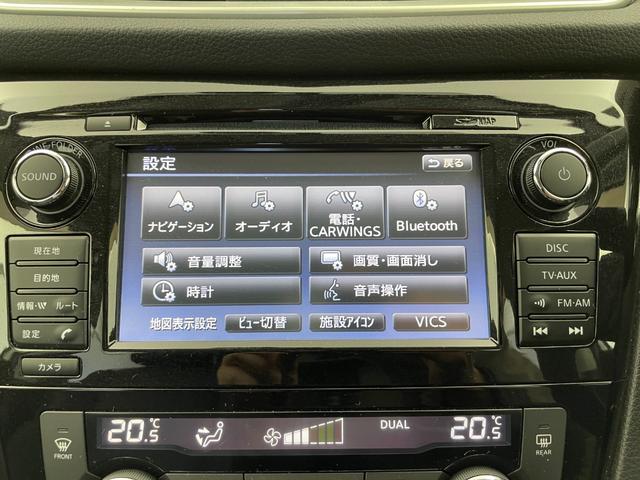 SD MAP
TUNE・FOLDER
SOUND
VOL
設定
戻る
ナビゲーション
オーディオ
電話・
CARWINGS
Bluetooth
音量調整
画質・画面消し
時計
音声操作
地図表示設定
ビュー切替
施設アイコン
VICS
現在地
目的地
情報・
ルート
設定
カメラ
DISC
TV・AUX
FM・AM
20.5°C
DUAL
20.5°C
FRONT
REAR